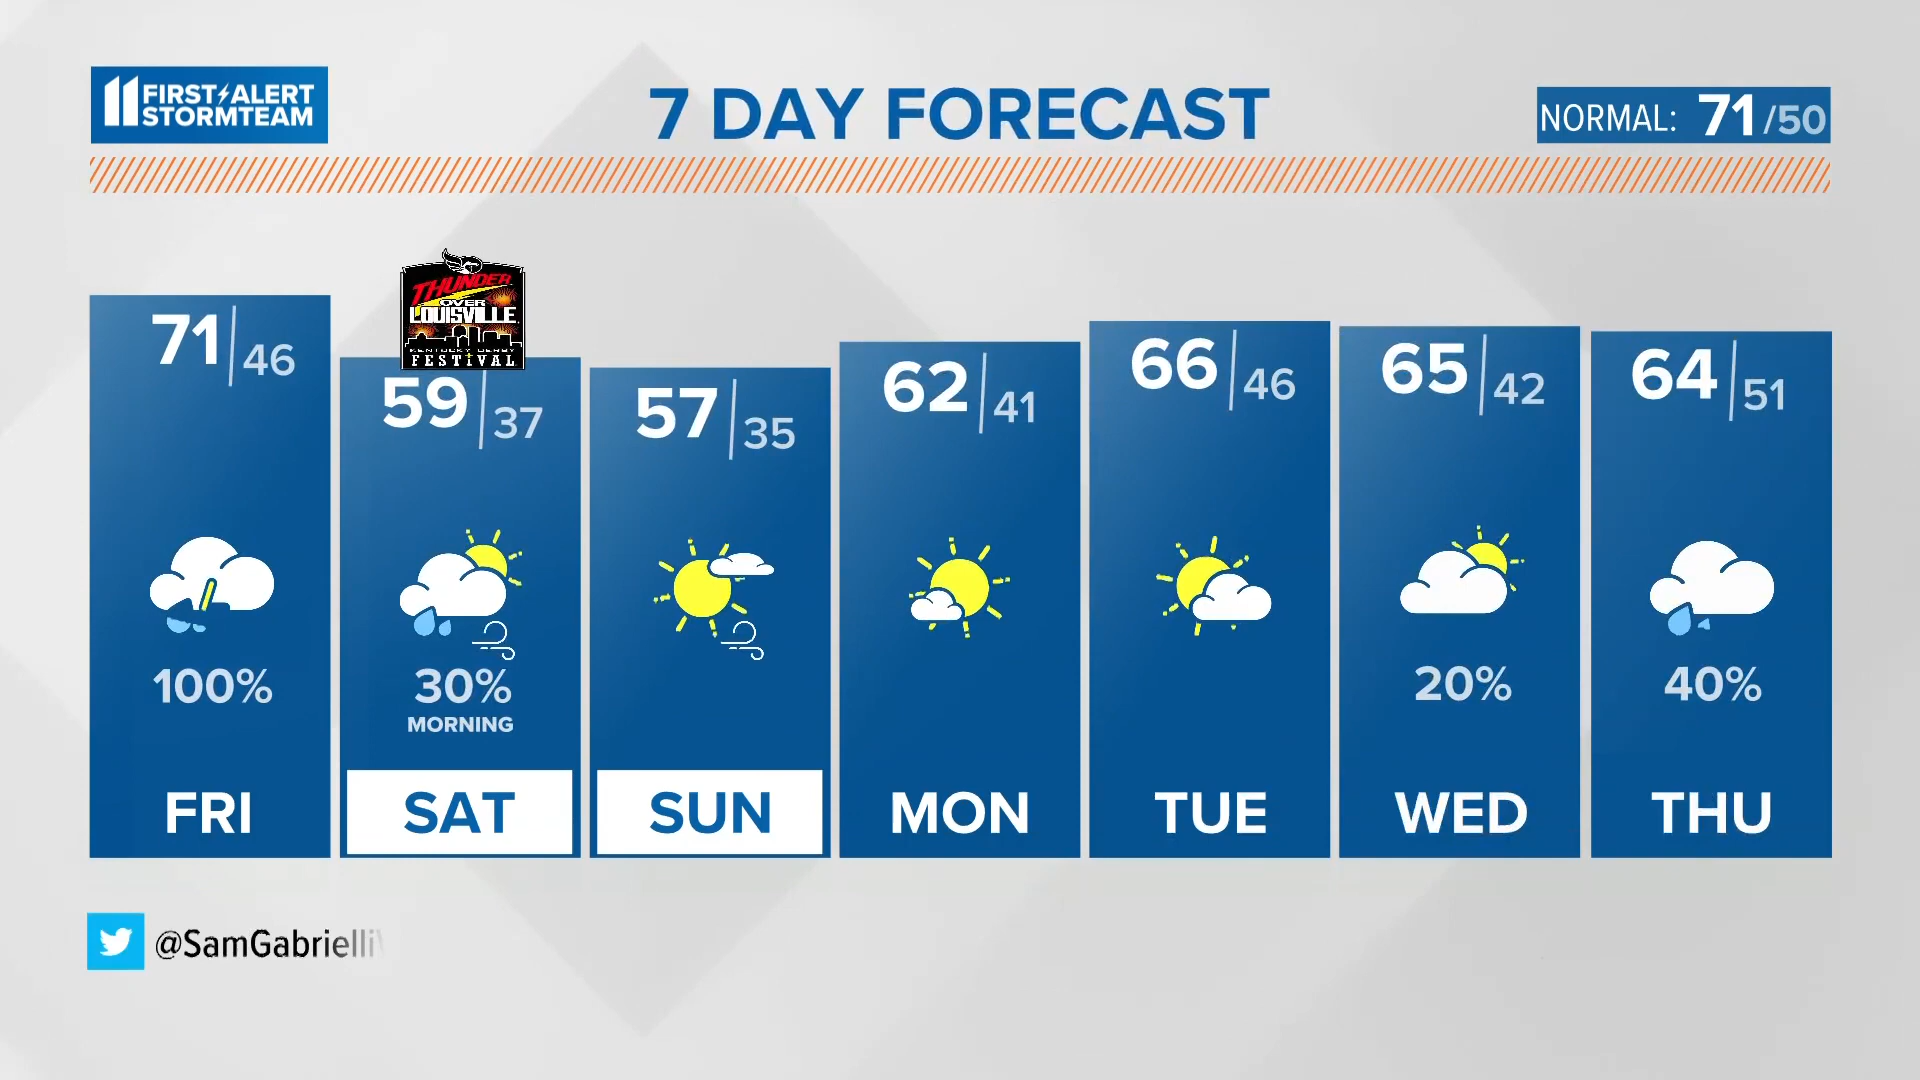 FIRST ALERT
STORMTEAM
7 DAY FORECAST
NORMAL: 71/50
THUNDER
OVER
LOUISVILLE
KENTUCKY DERBY
FESTIVAL
71 46
59 37
57 35
62 41
66 46
65 42
64 51
100%
30%
MORNING
20%
40%
FRI
SAT
SUN
MON
TUE
WED
THU
@SamGabrielli